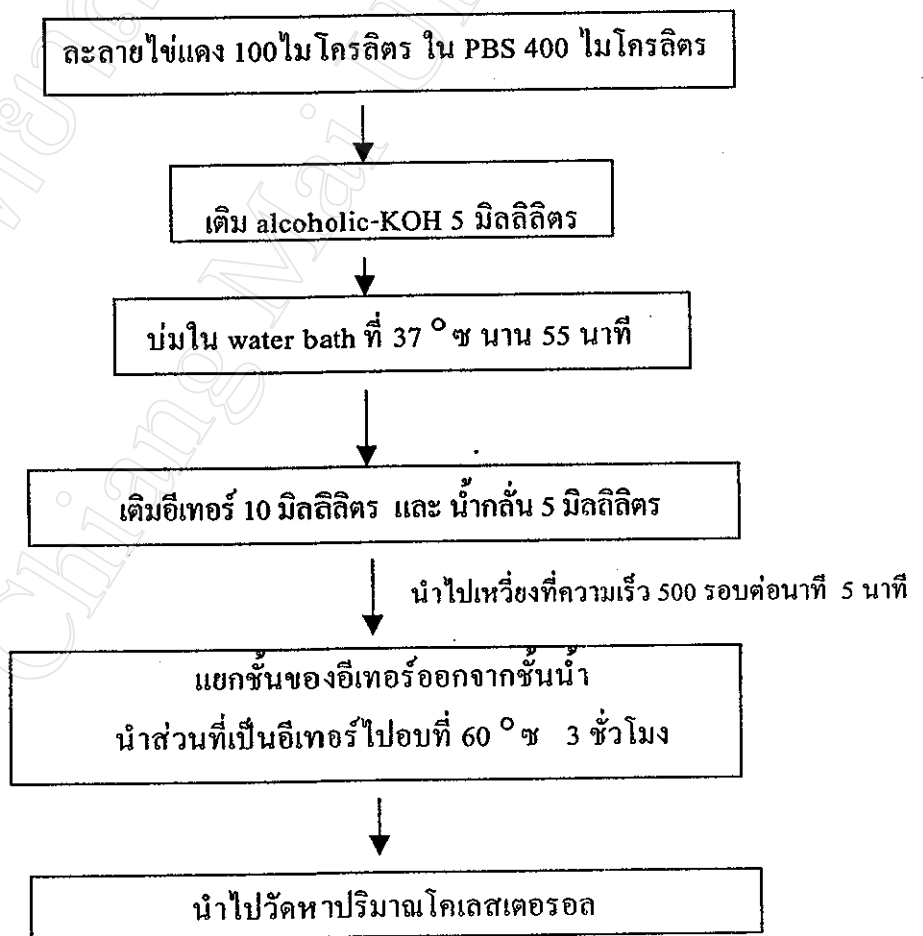 ละลายไข่แดง 100 ไมโครลิตร ใน PBS 400 ไมโครลิตร
เติม alcoholic-KOH 5 มิลลิลิตร
บ่มใน water bath ที่ 37 °ซ นาน 55 นาที
เติมอีเทอร์ 10 มิลลิลิตร และ น้ำกลั่น 5 มิลลิลิตร
นำไปเหวี่ยงที่ความเร็ว 500 รอบต่อนาที 5 นาที
แยกชั้นของอีเทอร์ออกจากชั้นน้ำ
นำส่วนที่เป็นอีเทอร์ไปอบที่ 60 °ซ 3 ชั่วโมง
นำไปวัดหาปริมาณโคเลสเตอรอล
Chiang Mai